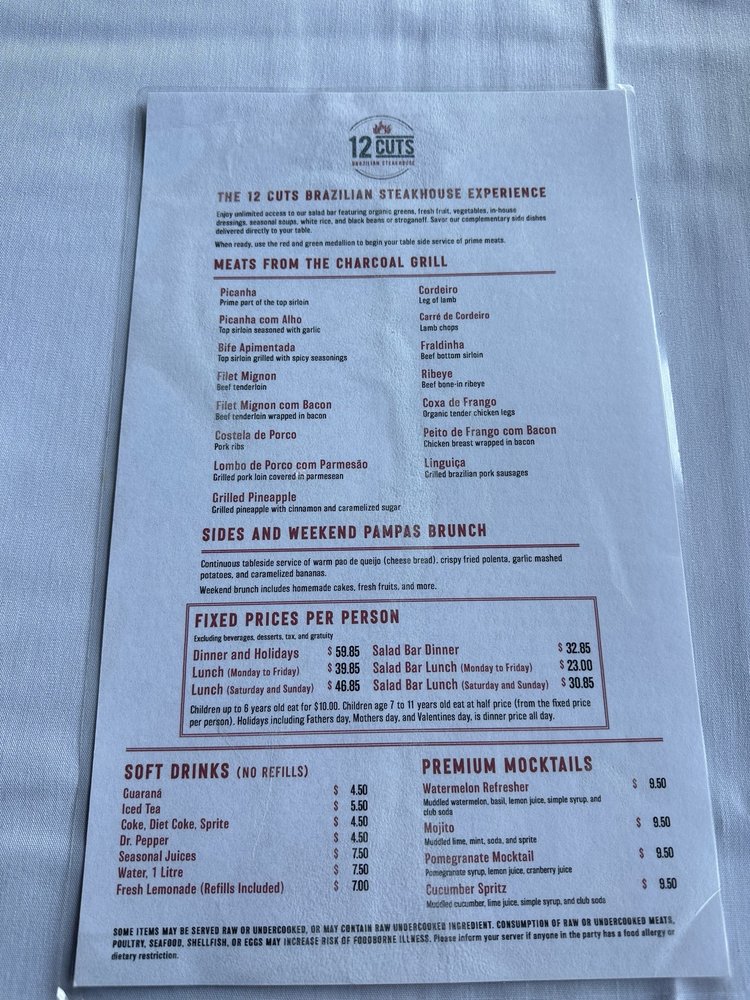 12 CUTS
BRAZILIAN STEAKHOUSE
THE 12 CUTS BRAZILIAN STEAKHOUSE EXPERIENCE
Enjoy unlimited access to our salad bar featuring organic greens, fresh fruit, vegetables, in-house
dressings, seasonal soups, white rice, and black beans or stroganoff. Savor our complementary side dishes
delivered directly to your table.
When ready, use the red and green medallion to begin your table side service of prime meats.
MEATS FROM THE CHARCOAL GRILL
Picanha
Prime part of the top sirloin
Picanha com Alho
Top sirloin seasoned with garlic
Bife Apimentada
Top sirloin grilled with spicy seasonings
Filet Mignon
Beef tenderloin
Filet Mignon com Bacon
Beef tenderloin wrapped in bacon
Costela de Porco
Pork ribs
Lombo de Porco com Parmesão
Grilled pork loin covered in parmesean
Grilled Pineapple
Grilled pineapple with cinnamon and caramelized sugar
Cordeiro
Leg of lamb
Carré de Cordeiro
Lamb chops
Fraldinha
Beef bottom sirloin
Ribeye
Beef bone-in ribeye
Coxa de Frango
Organic tender chicken legs
Peito de Frango com Bacon
Chicken breast wrapped in bacon
Linguiça
Grilled brazilian pork sausages
SIDES AND WEEKEND PAMPAS BRUNCH
Continuous tableside service of warm pao de queijo (cheese bread), crispy fried polenta, garlic mashed
potatoes, and caramelized bananas.
Weekend brunch includes homemade cakes, fresh fruits, and more.
FIXED PRICES PER PERSON
Excluding beverages, desserts, tax, and gratuity
Dinner and Holidays $ 59.85
Lunch (Monday to Friday) $ 39.85
Lunch (Saturday and Sunday) $ 46.85
Salad Bar Dinner $ 32.85
Salad Bar Lunch (Monday to Friday) $ 23.00
Salad Bar Lunch (Saturday and Sunday) $ 30.85
Children up to 6 years old eat for $10.00. Children age 7 to 11 years old eat at half price (from the fixed price
per person). Holidays including Fathers day, Mothers day, and Valentines day, is dinner price all day.
SOFT DRINKS (NO REFILLS)
Guaraná $ 4.50
Iced Tea $ 5.50
Coke, Diet Coke, Sprite $ 4.50
Dr. Pepper $ 4.50
Seasonal Juices $ 7.50
Water, 1 Litre $ 7.50
Fresh Lemonade (Refills Included) $ 7.00
PREMIUM MOCKTAILS
Watermelon Refresher $ 9.50
Muddled watermelon, basil, lemon juice, simple syrup, and
club soda
Mojito $ 9.50
Muddled lime, mint, soda, and sprite
Pomegranate Mocktail $ 9.50
Pomegranate syrup, lemon juice, cranberry juice
Cucumber Spritz $ 9.50
Muddled cucumber, lime juice, simple syrup, and club soda
SOME ITEMS MAY BE SERVED RAW OR UNDERCOOKED, OR MAY CONTAIN RAW UNDERCOOKED INGREDIENT. CONSUMPTION OF RAW OR UNDERCOOKED MEATS,
POULTRY, SEAFOOD, SHELLFISH, OR EGGS MAY INCREASE RISK OF FOODBORNE ILLNESS. Please inform your server if anyone in the party has a food allergy or
dietary restriction.